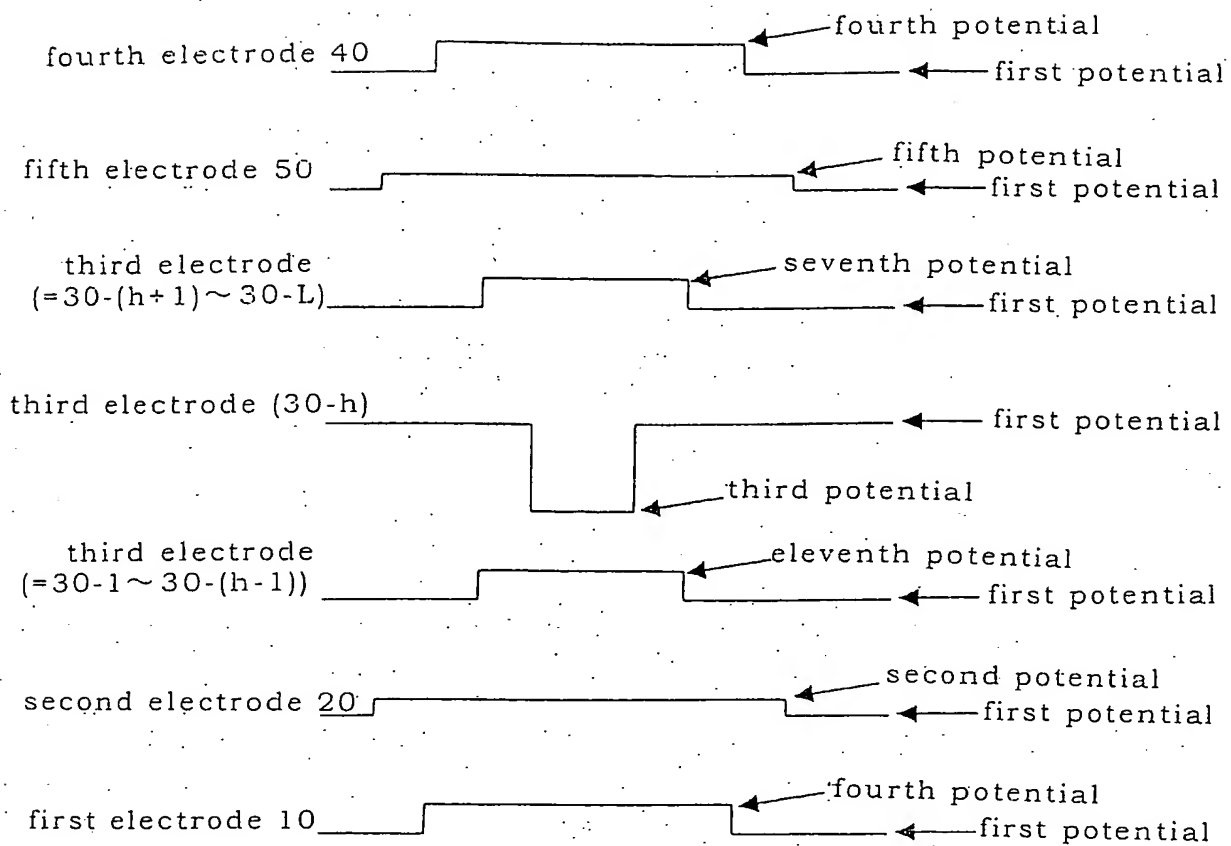 fourth potential
fourth electrode 40
first potential
fifth potential
fifth electrode 50
first potential
third electrode
(=30-(h+1)~30-L)
seventh potential
first potential
third electrode (30-h)
first potential
third potential
third electrode
(=30-1~30-(h-1))
eleventh potential
first potential
second potential
second electrode 20
first potential
fourth potential
first electrode 10
first potential